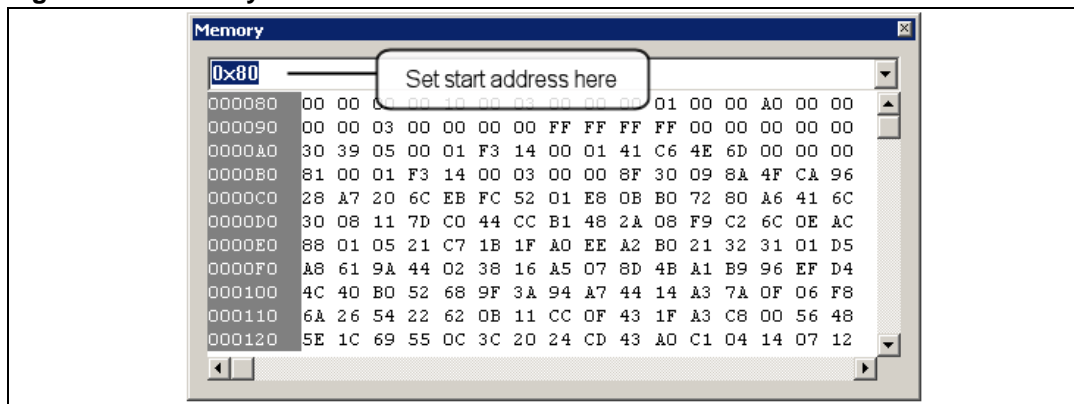 Memory
0x80
Set start address here
000080 00 00 00 00 10 00 03 00 00 00 01 00 00 A0 00 00
000090 00 00 03 00 00 00 00 FF FF FF FF 00 00 00 00 00
0000A0 30 39 05 00 01 F3 14 00 01 41 C6 4E 6D 00 00 00
0000B0 81 00 01 F3 14 00 03 00 00 8F 30 09 8A 4F CA 96
0000C0 28 A7 20 6C EB FC 52 01 E8 0B B0 72 80 A6 41 6C
0000D0 30 08 11 7D C0 44 CC B1 48 2A 08 F9 C2 6C 0E AC
0000E0 88 01 05 21 C7 1B 1F A0 EE A2 B0 21 32 31 01 D5
0000F0 A8 61 9A 44 02 38 16 A5 07 8D 4B A1 B9 96 EF D4
000100 4C 40 B0 52 68 9F 3A 94 A7 44 14 A3 7A 0F 06 F8
000110 6A 26 54 22 62 0B 11 CC 0F 43 1F A3 C8 00 56 48
000120 5E 1C 69 55 0C 3C 20 24 CD 43 A0 C1 04 14 07 12